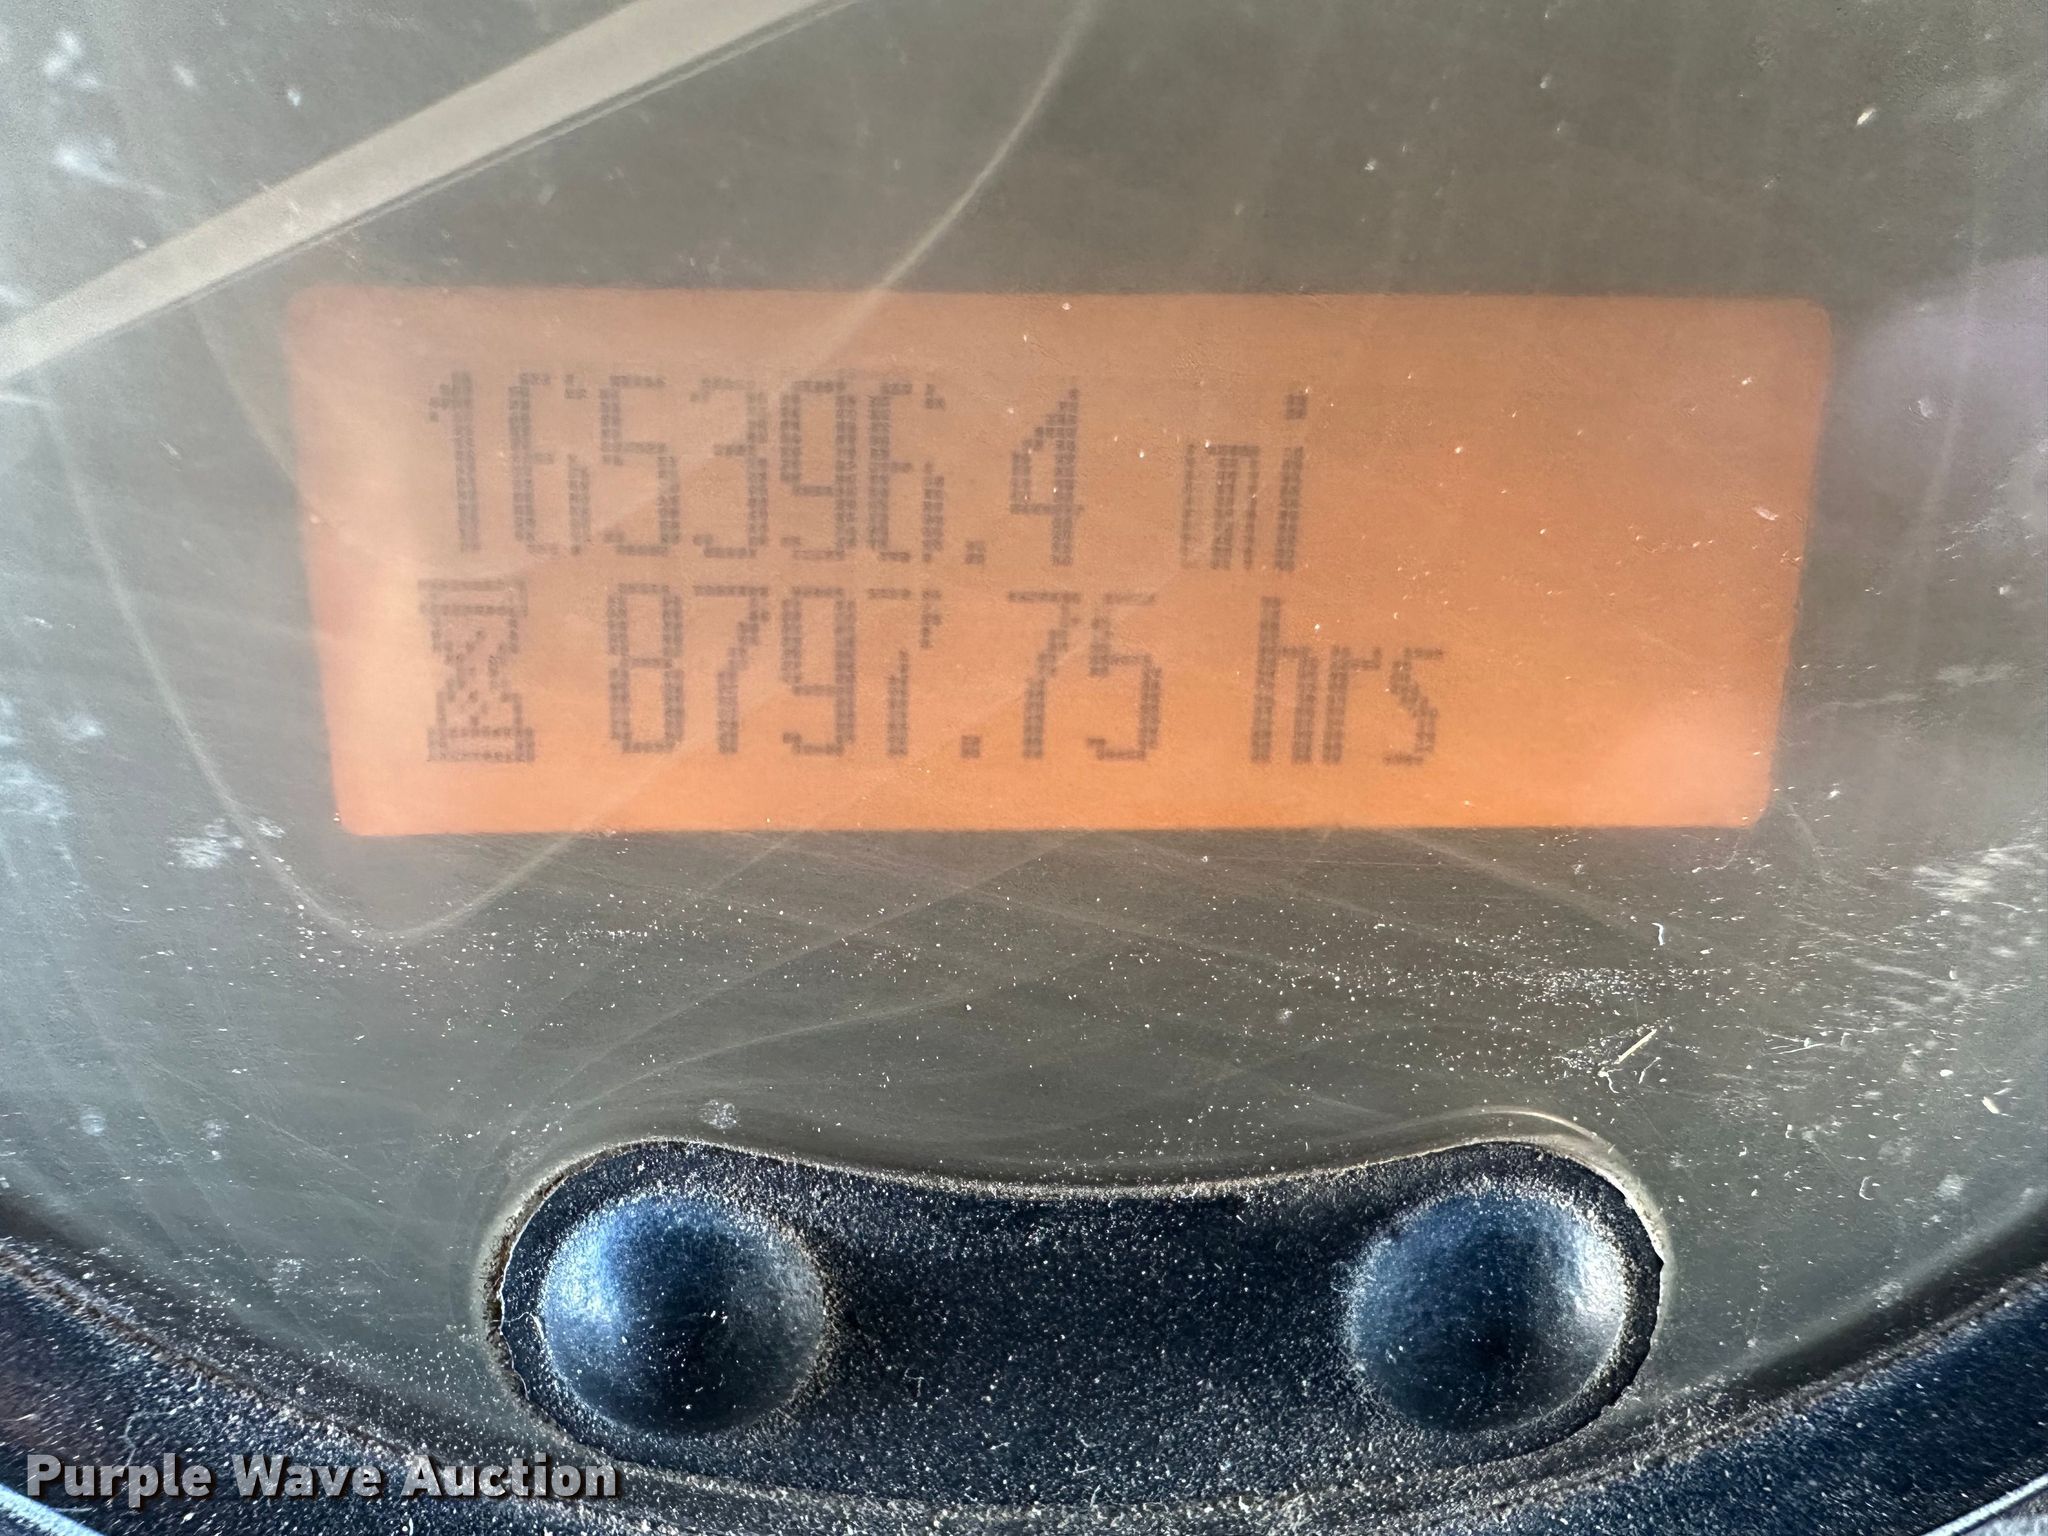 165396.4 mi
8797.75 hrs
Purple Wave Auction